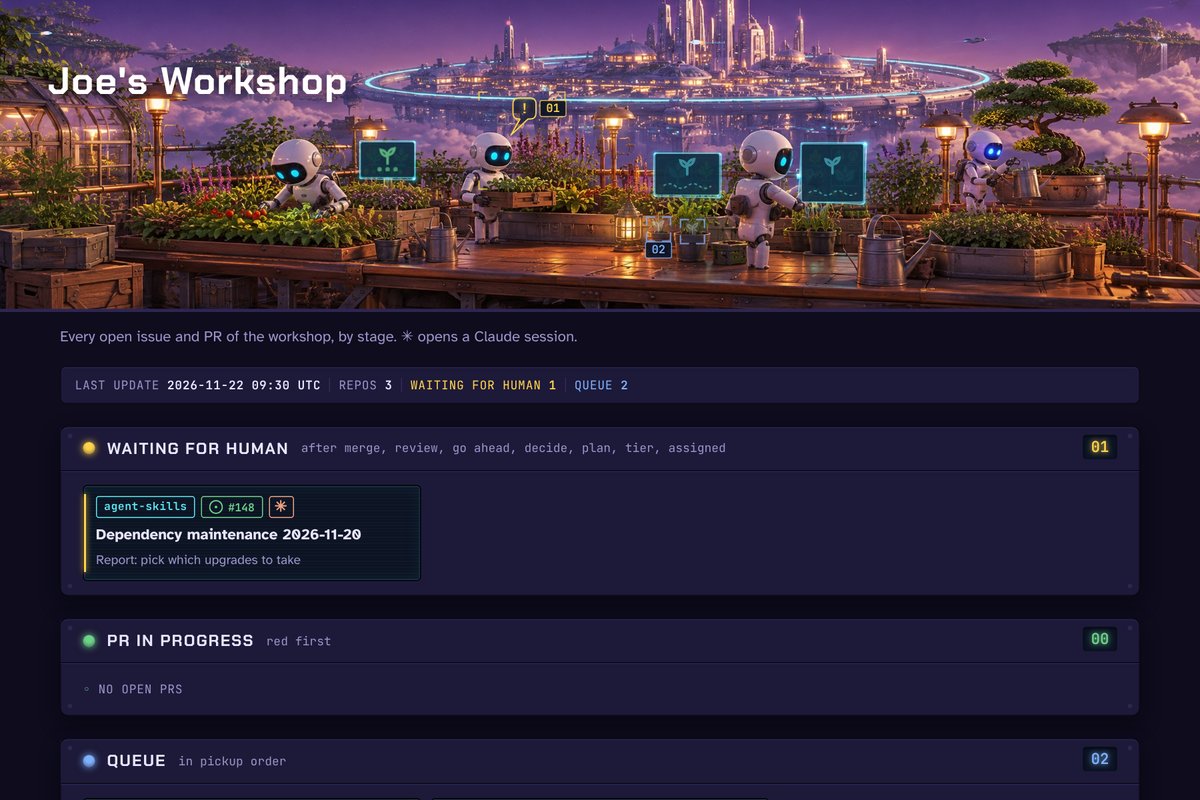 Joe's Workshop
! 01
02
Every open issue and PR of the workshop, by stage. ✳ opens a Claude session.
LAST UPDATE 2026-11-22 09:30 UTC REPOS 3 WAITING FOR HUMAN 1 QUEUE 2
WAITING FOR HUMAN after merge, review, go ahead, decide, plan, tier, assigned 01
agent-skills #148 ✳
Dependency maintenance 2026-11-20
Report: pick which upgrades to take
PR IN PROGRESS red first 00
NO OPEN PRS
QUEUE in pickup order 02